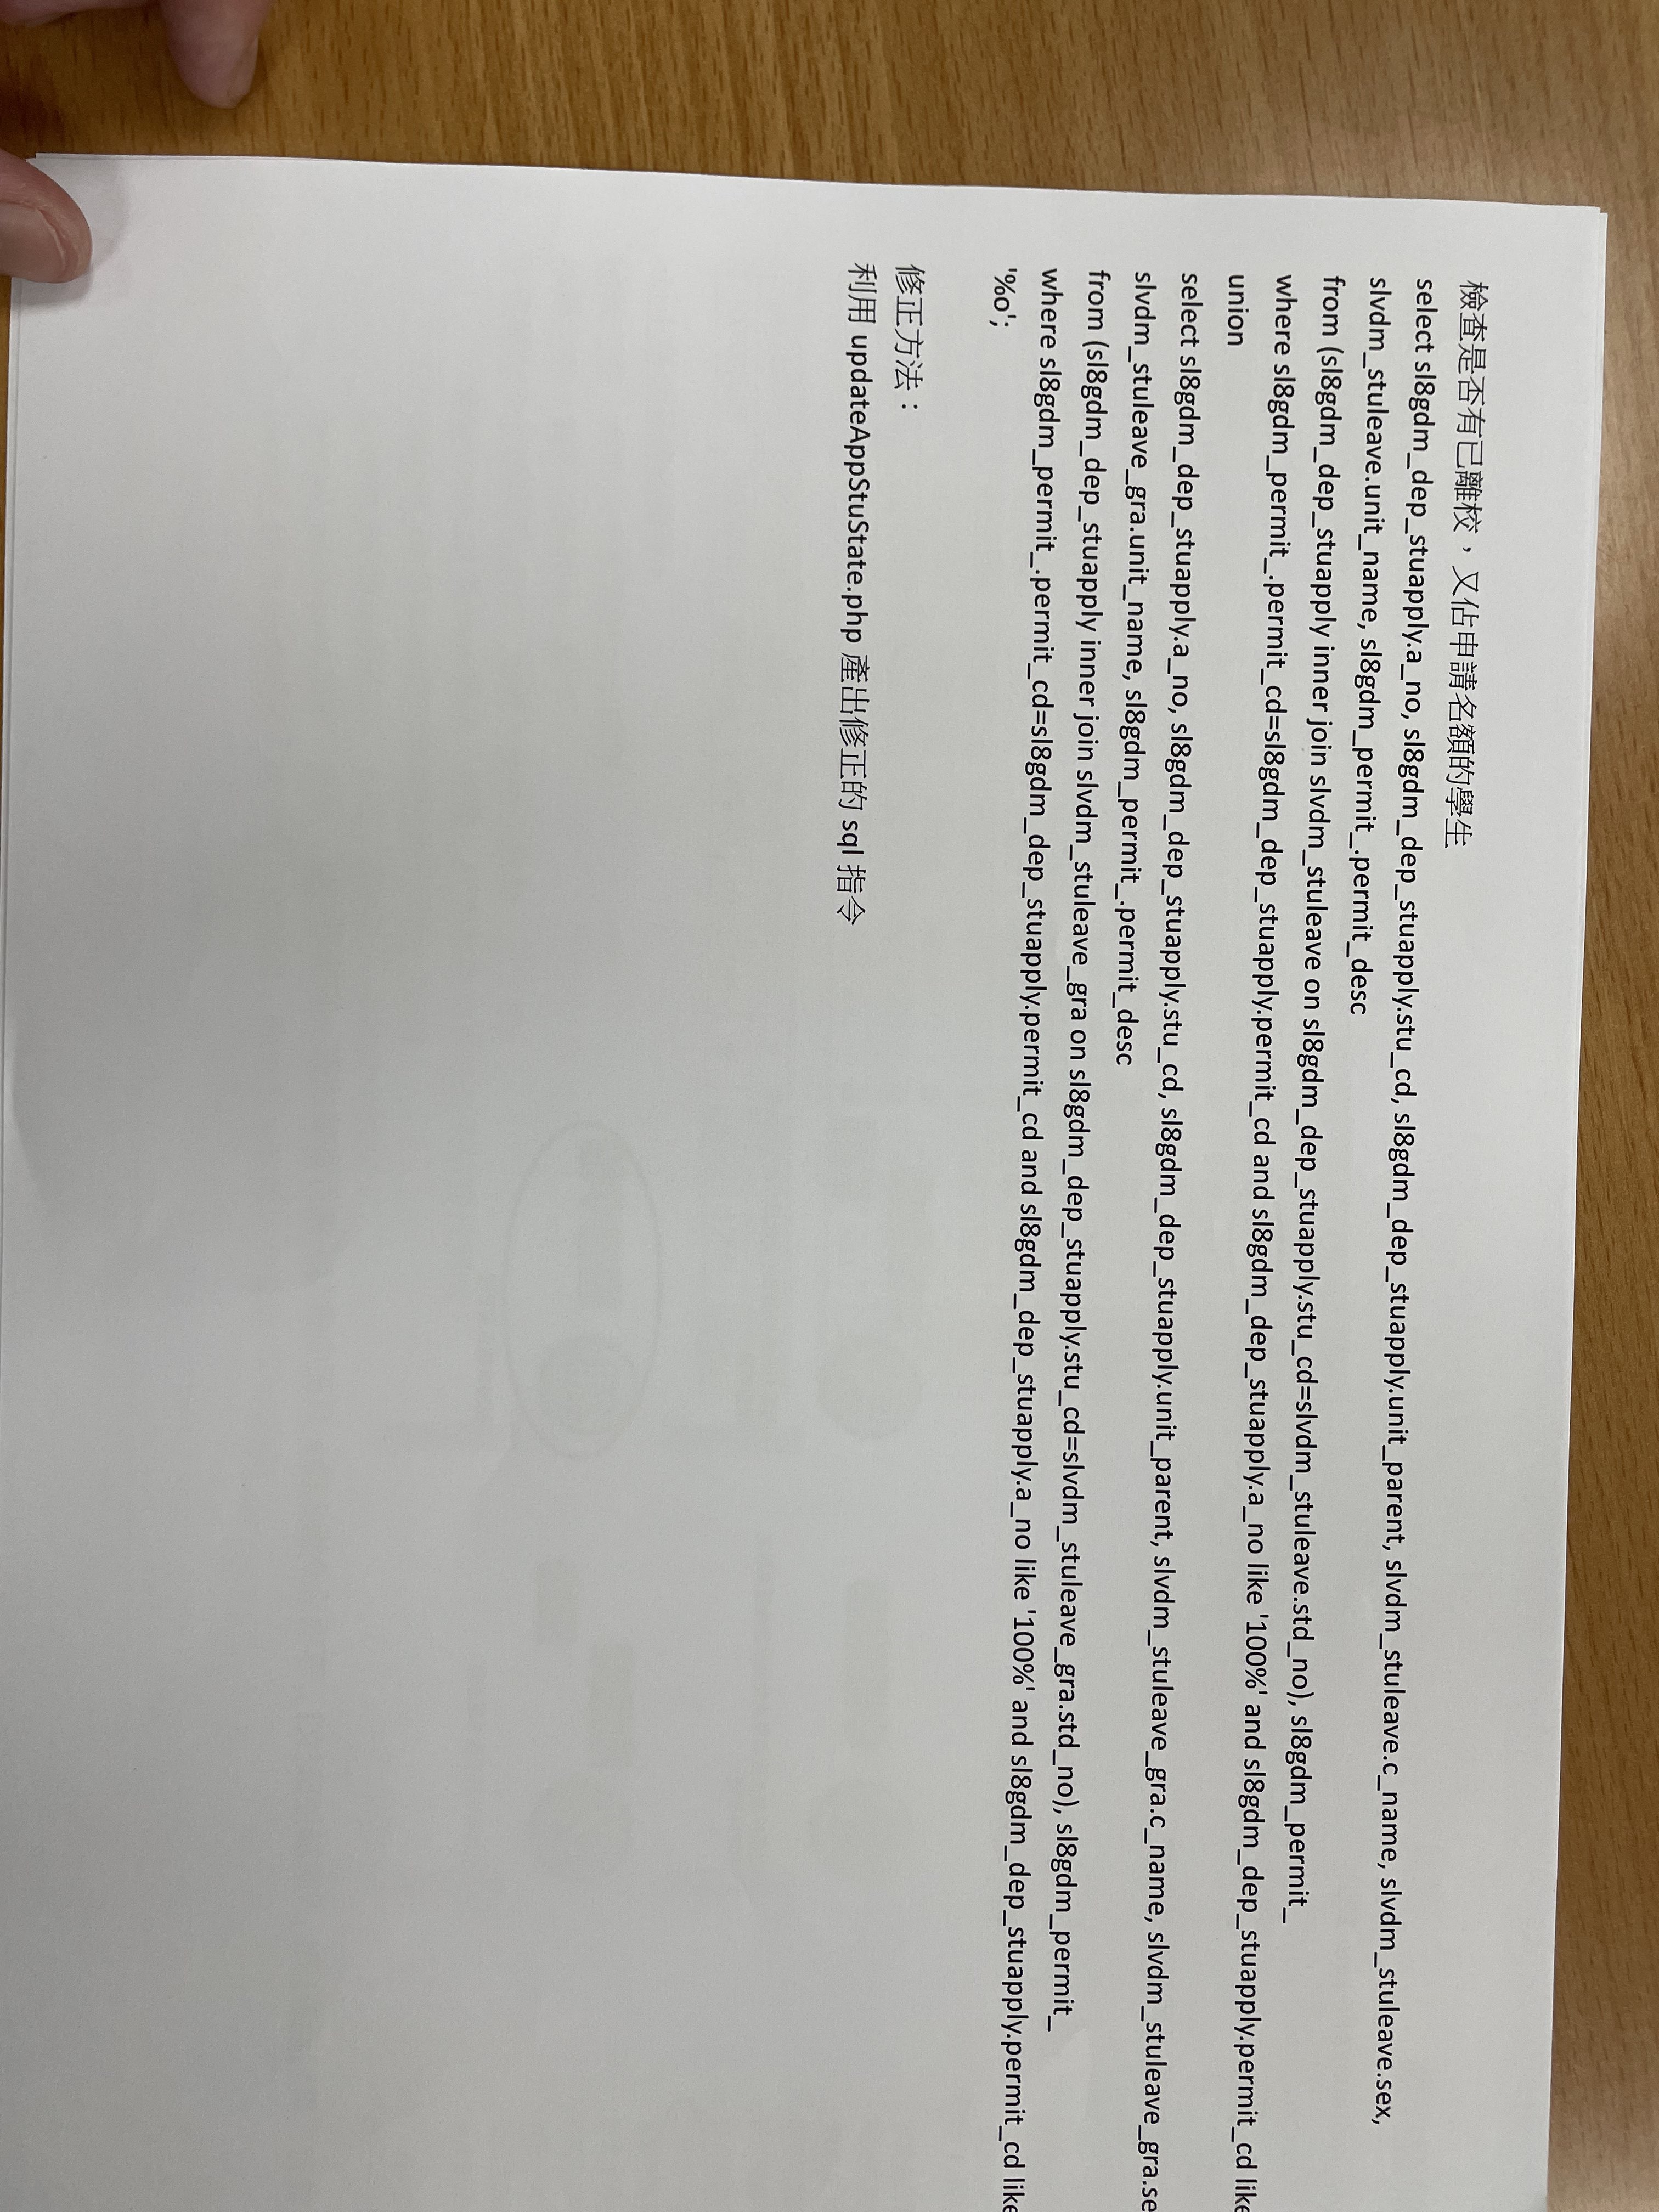 檢查是否有已離校，又佔申請名額的學生
select sl8gdm_dep_stuapply.a_no, sl8gdm_dep_stuapply.stu_cd, sl8gdm_dep_stuapply.unit_parent, slvdm_stuleave.c_name, slvdm_stuleave.sex,
slvdm_stuleave.unit_name, sl8gdm_permit_.permit_desc
from (sl8gdm_dep_stuapply inner join slvdm_stuleave on sl8gdm_dep_stuapply.stu_cd=slvdm_stuleave.std_no), sl8gdm_permit_
where sl8gdm_permit_.permit_cd=sl8gdm_dep_stuapply.permit_cd and sl8gdm_dep_stuapply.a_no like '100%' and sl8gdm_dep_stuapply.permit_cd like
union
select sl8gdm_dep_stuapply.a_no, sl8gdm_dep_stuapply.stu_cd, sl8gdm_dep_stuapply.unit_parent, slvdm_stuleave_gra.c_name, slvdm_stuleave_gra.se
slvdm_stuleave_gra.unit_name, sl8gdm_permit_.permit_desc
from (sl8gdm_dep_stuapply inner join slvdm_stuleave_gra on sl8gdm_dep_stuapply.stu_cd=slvdm_stuleave_gra.std_no), sl8gdm_permit_
where sl8gdm_permit_.permit_cd=sl8gdm_dep_stuapply.permit_cd and sl8gdm_dep_stuapply.a_no like '100%' and sl8gdm_dep_stuapply.permit_cd like
'%o';
修正方法：
利用 updateAppStuState.php 產出修正的 sql 指令